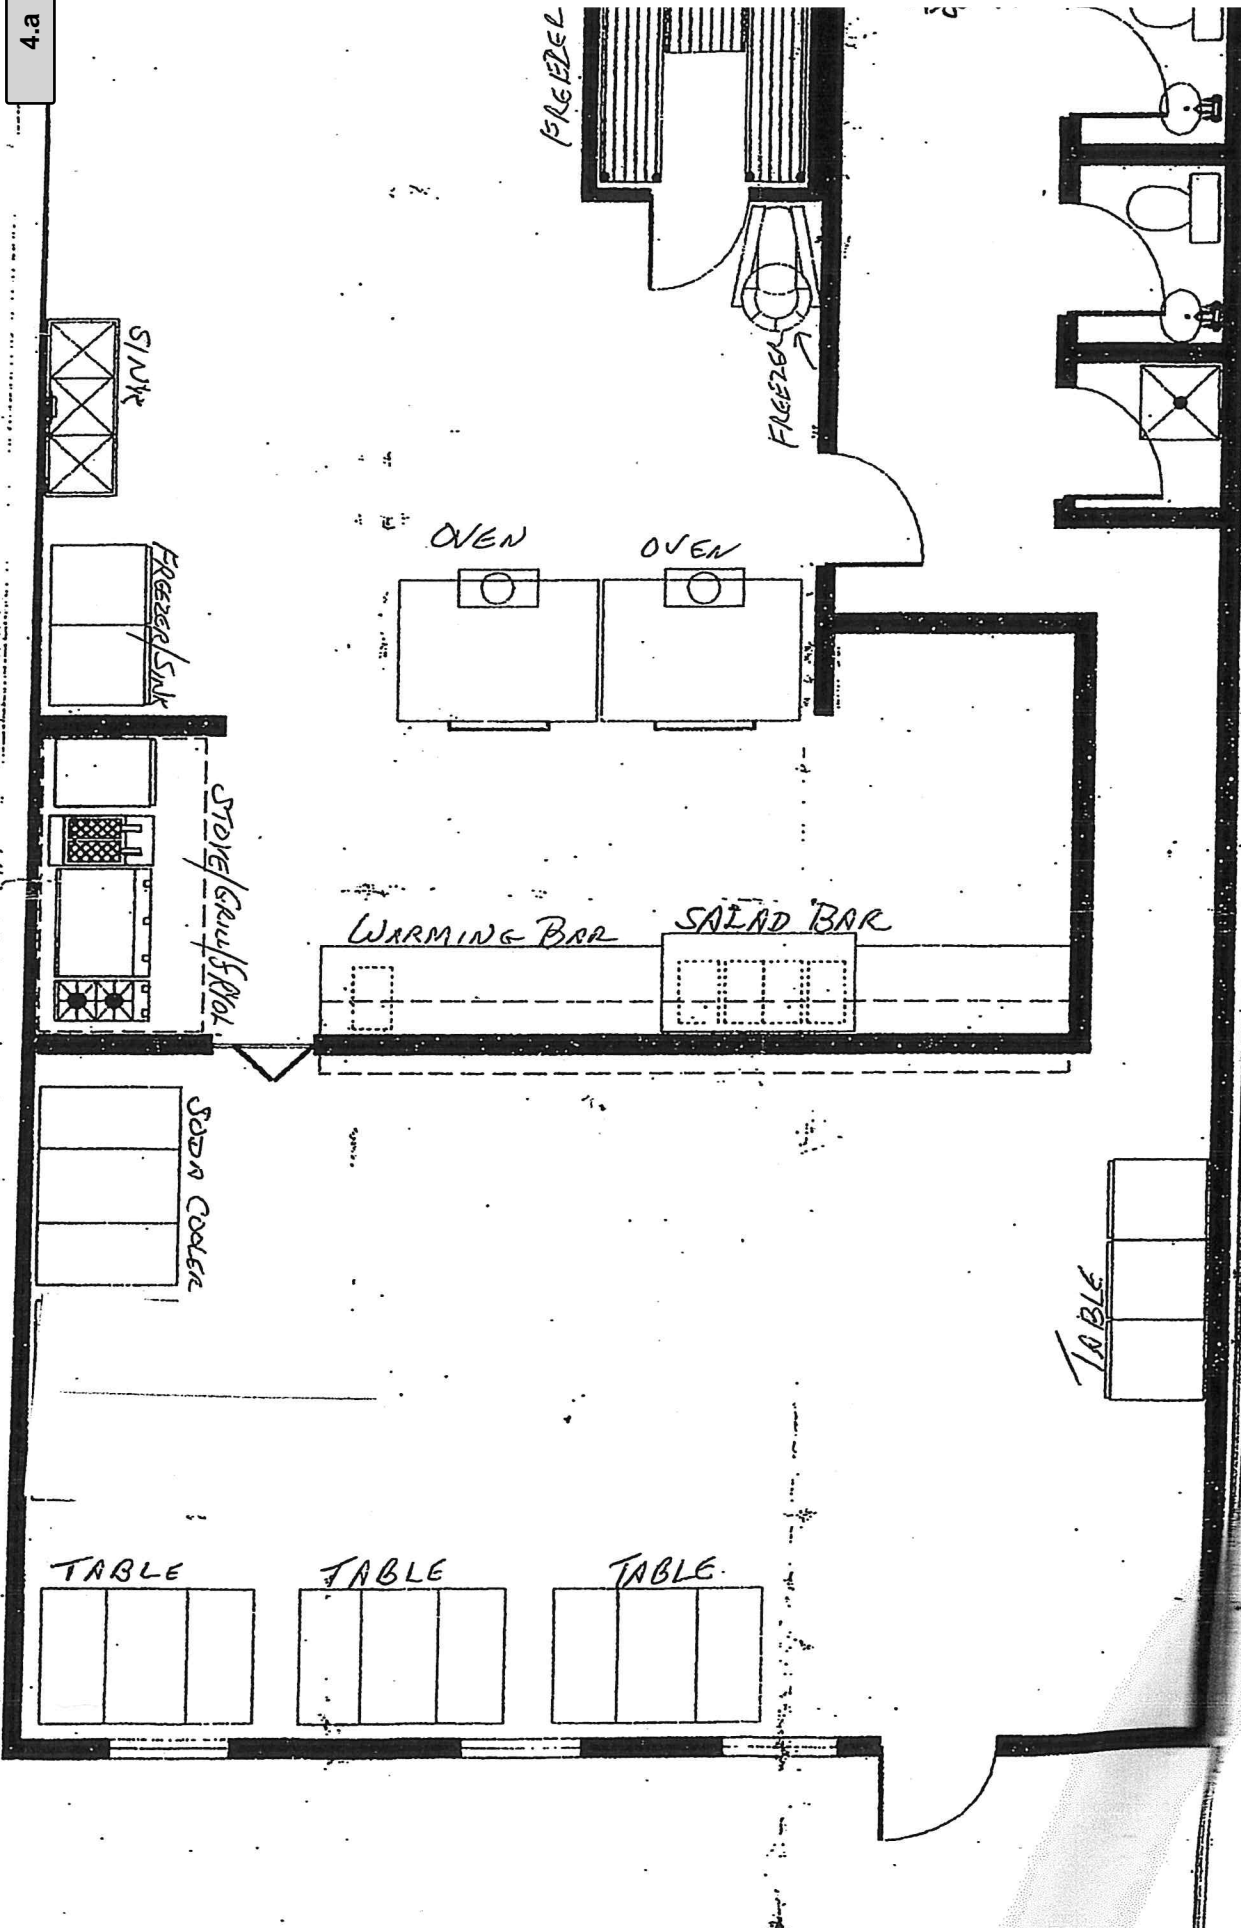 4.a
FREEZER
SINK
FREEZER
OVEN
OVEN
FREEZER/SINK
STOVE/GRILL/FRYOL
WARMING BAR
SALAD BAR
SODA COOLER
TABLE
TABLE
TABLE
TABLE